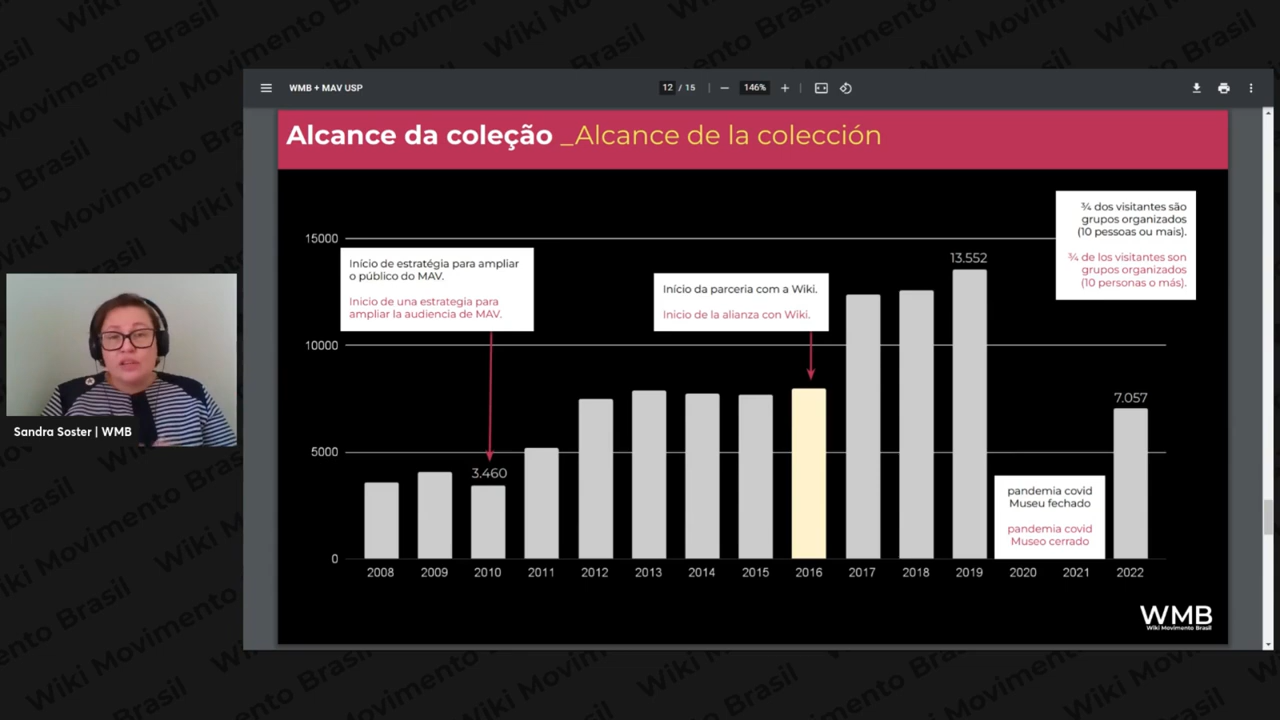 Wiki Movimento Brasil
WMB + MAV USP
12 / 15
146%
Alcance da coleção _Alcance de la colección
¾ dos visitantes são
grupos organizados
(10 pessoas ou mais).
¾ de los visitantes son
grupos organizados
(10 personas o más).
15000
10000
5000
0
Início de estratégia para ampliar
o público do MAV.
Inicio de una estrategia para
ampliar la audiencia de MAV.
Início da parceria com a Wiki.
Inicio de la alianza con Wiki.
13.552
3.460
7.057
pandemia covid
Museu fechado
pandemia covid
Museo cerrado
2008 2009 2010 2011 2012 2013 2014 2015 2016 2017 2018 2019 2020 2021 2022
WMB
Wiki Movimento Brasil
Sandra Soster | WMB